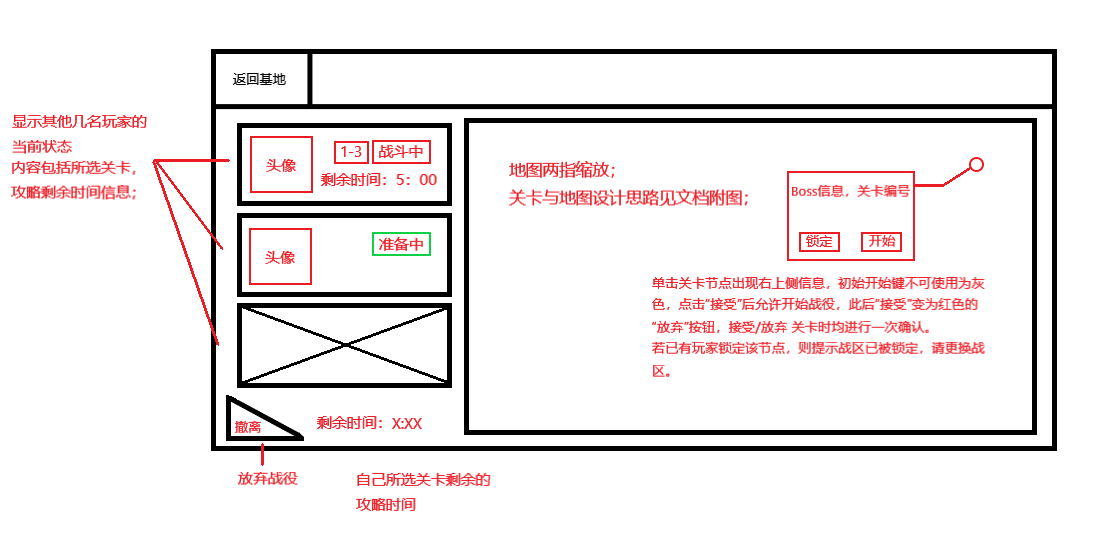 返回基地
显示其他几名玩家的
当前状态
内容包括所选关卡，
攻略剩余时间信息；
头像
1-3
战斗中
剩余时间：5：00
头像
准备中
撤离
剩余时间：X:XX
放弃战役
自己所选关卡剩余的
攻略时间
地图两指缩放；
关卡与地图设计思路见文档附图；
Boss信息，关卡编号
锁定
开始
单击关卡节点出现右上侧信息，初始开始键不可使用为灰
色，点击"接受"后允许开始战役，此后"接受"变为红色的
"放弃"按钮，接受/放弃 关卡时均进行一次确认。
若已有玩家锁定该节点，则提示战区已被锁定，请更换战
区。